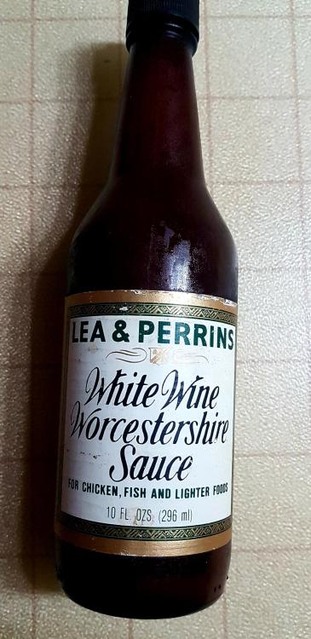 LEA & PERRINS
White Wine
Worcestershire
Sauce
FOR CHICKEN, FISH AND LIGHTER FOODS
10 FL OZS (296 ml)